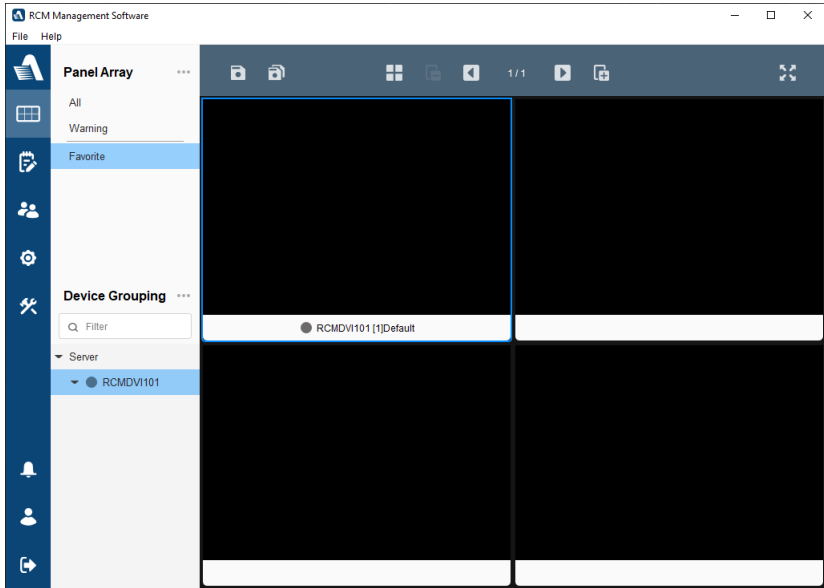 RCM Management Software
File Help
Panel Array
1/1
All
Warning
Favorite
RCMDVI101 [1]Default
Device Grouping
Filter
Server
RCMDVI101